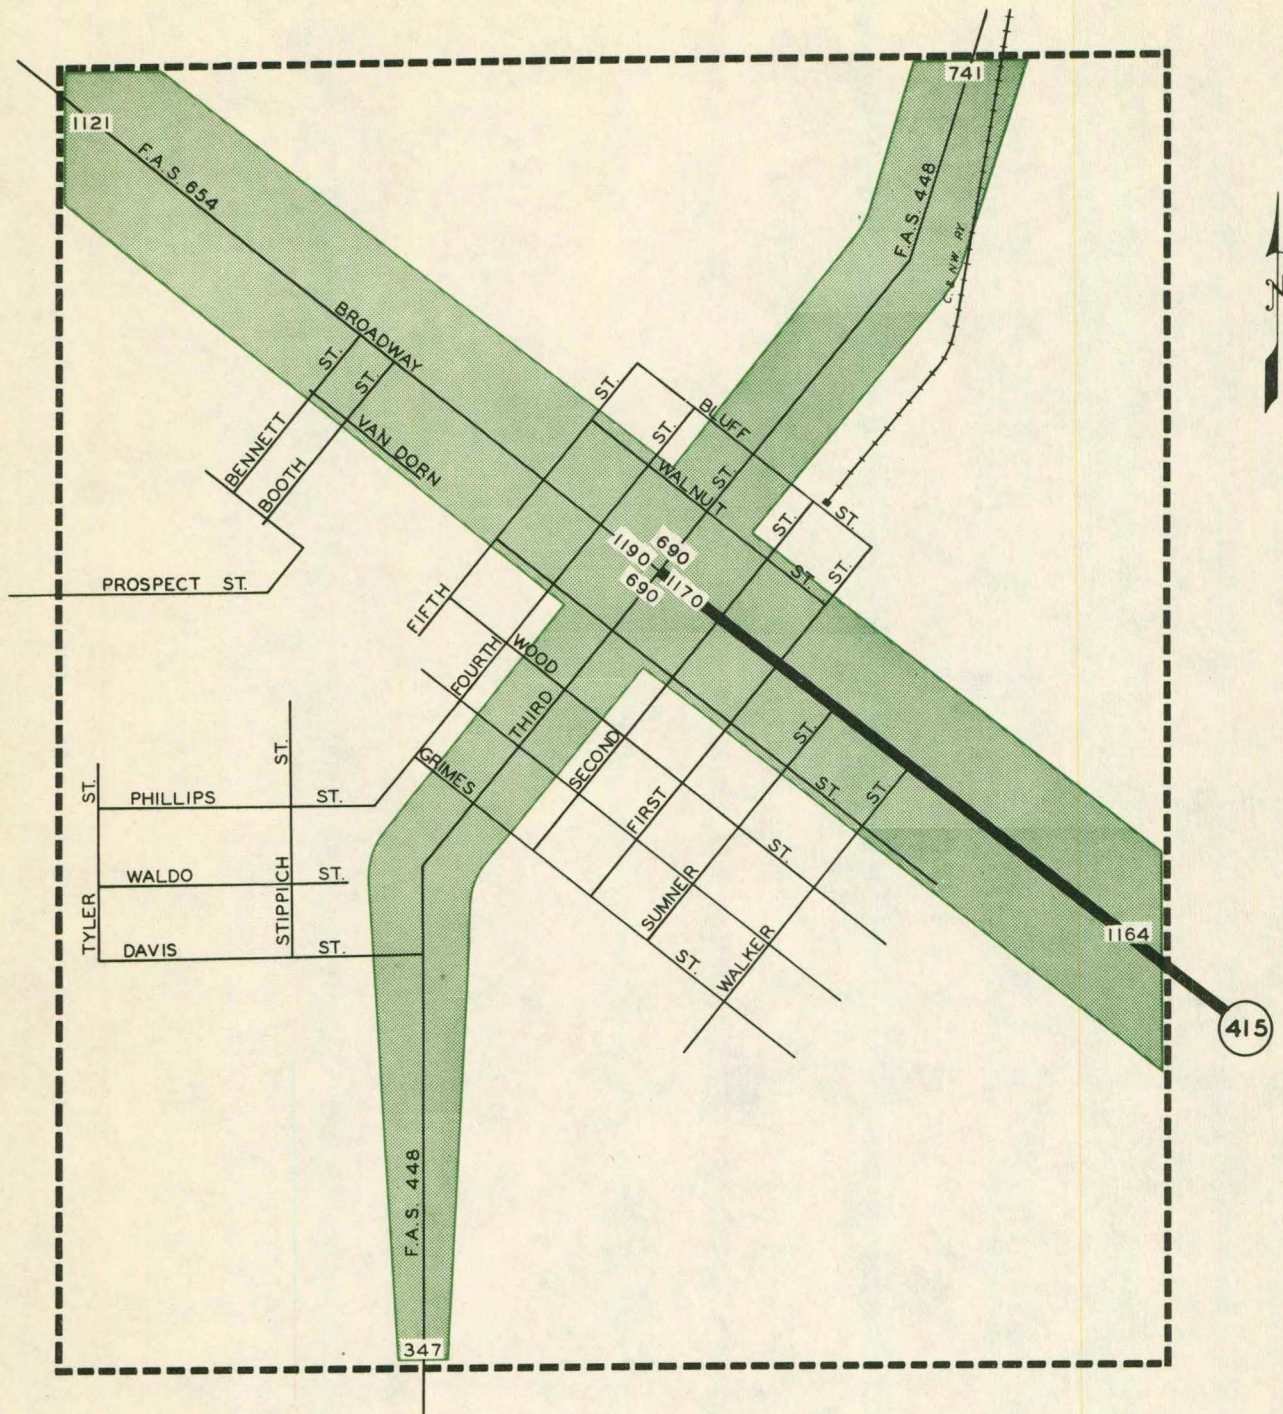 741
1121
F.A.S. 654
F.A.S. 448
C. & NW. RY
N
BROADWAY
BENNETT ST.
BOOTH ST.
VAN DORN
BLUFF ST.
WALNUT ST.
690
1190
1170
690
PROSPECT ST.
FIFTH ST.
FOURTH ST.
THIRD ST.
SECOND ST.
FIRST ST.
SUMNER ST.
WALKER ST.
WOOD ST.
GRIMES ST.
ST.
PHILLIPS ST.
WALDO ST.
DAVIS ST.
TYLER ST.
STIPPICH ST.
1164
415
F.A.S. 448
347